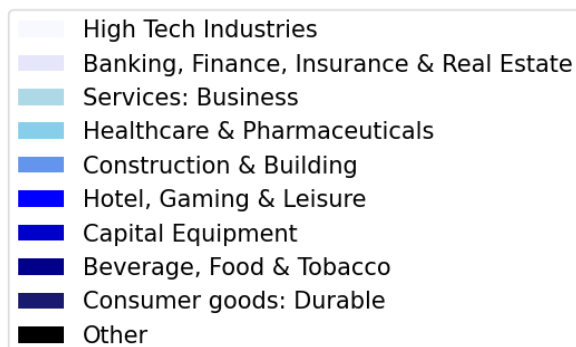 High Tech Industries
Banking, Finance, Insurance & Real Estate
Services: Business
Healthcare & Pharmaceuticals
Construction & Building
Hotel, Gaming & Leisure
Capital Equipment
Beverage, Food & Tobacco
Consumer goods: Durable
Other